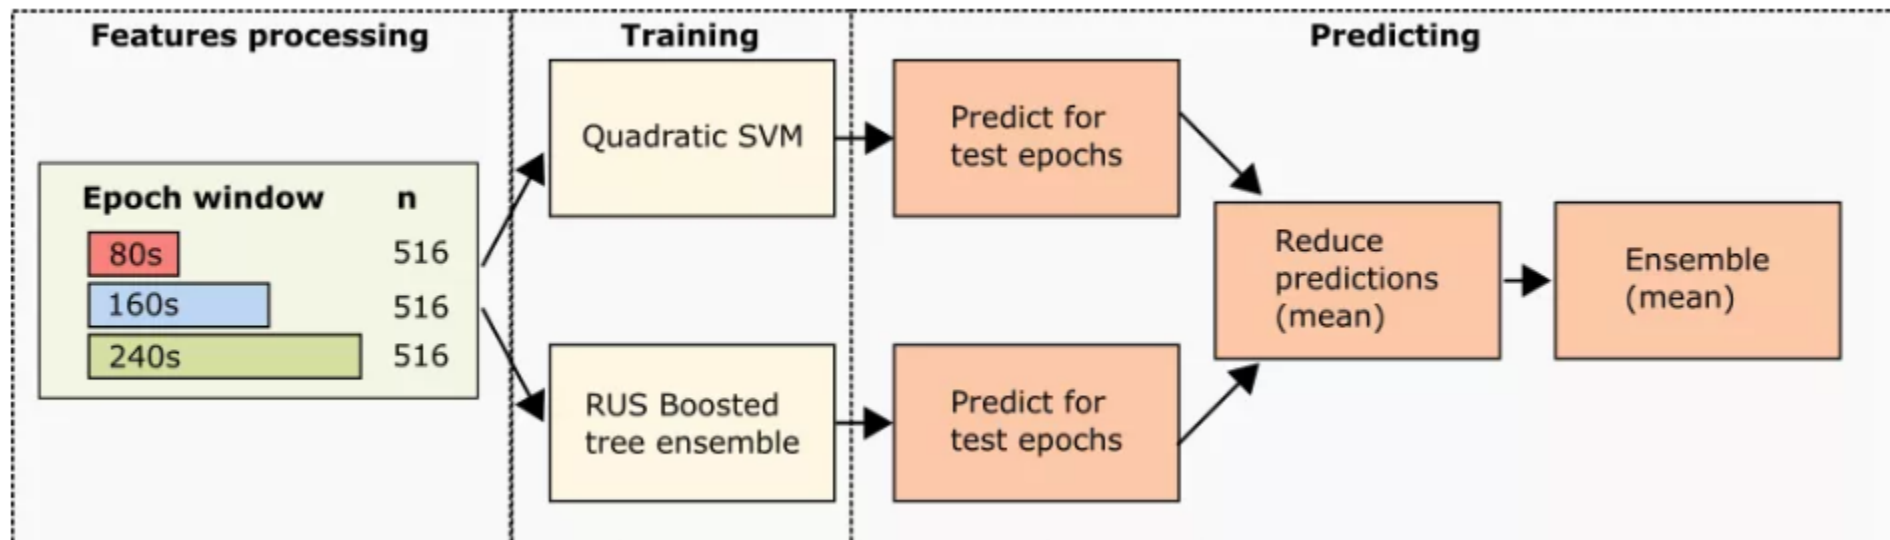 Features processing
Training
Predicting
Epoch window n
80s 516
160s 516
240s 516
Quadratic SVM
RUS Boosted
tree ensemble
Predict for
test epochs
Predict for
test epochs
Reduce
predictions
(mean)
Ensemble
(mean)